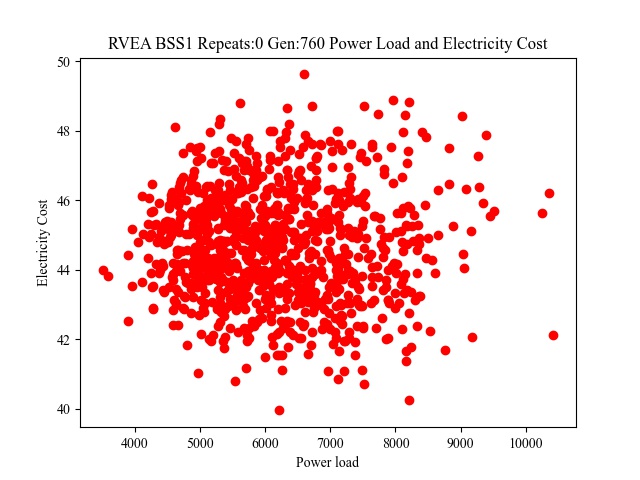 RVEA BSS1 Repeats:0 Gen:760 Power Load and Electricity Cost
50
48
46
44
42
40
Electricity Cost
4000 5000 6000 7000 8000 9000 10000
Power load